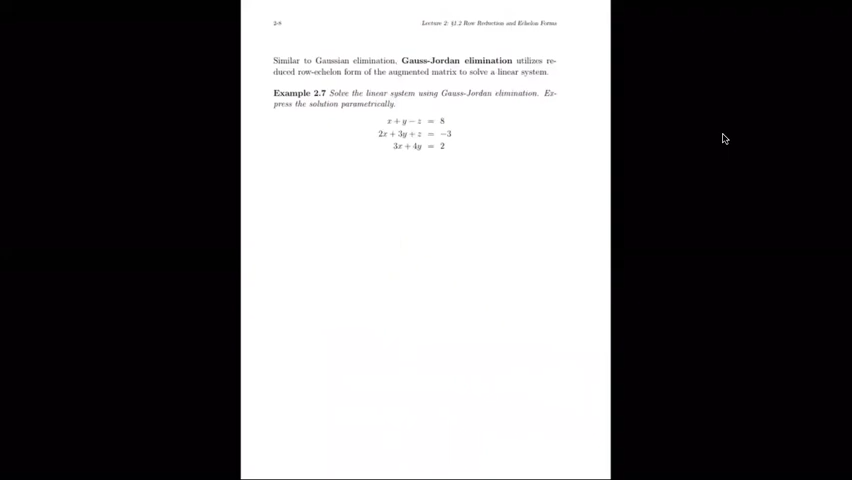 2-8 Lecture 2: §1.2 Row Reduction and Echelon Forms
Similar to Gaussian elimination, Gauss-Jordan elimination utilizes re-
duced row-echelon form of the augmented matrix to solve a linear system.
Example 2.7 Solve the linear system using Gauss-Jordan elimination. Ex-
press the solution parametrically.
x + y − z = 8
2x + 3y + z = −3
3x + 4y = 2